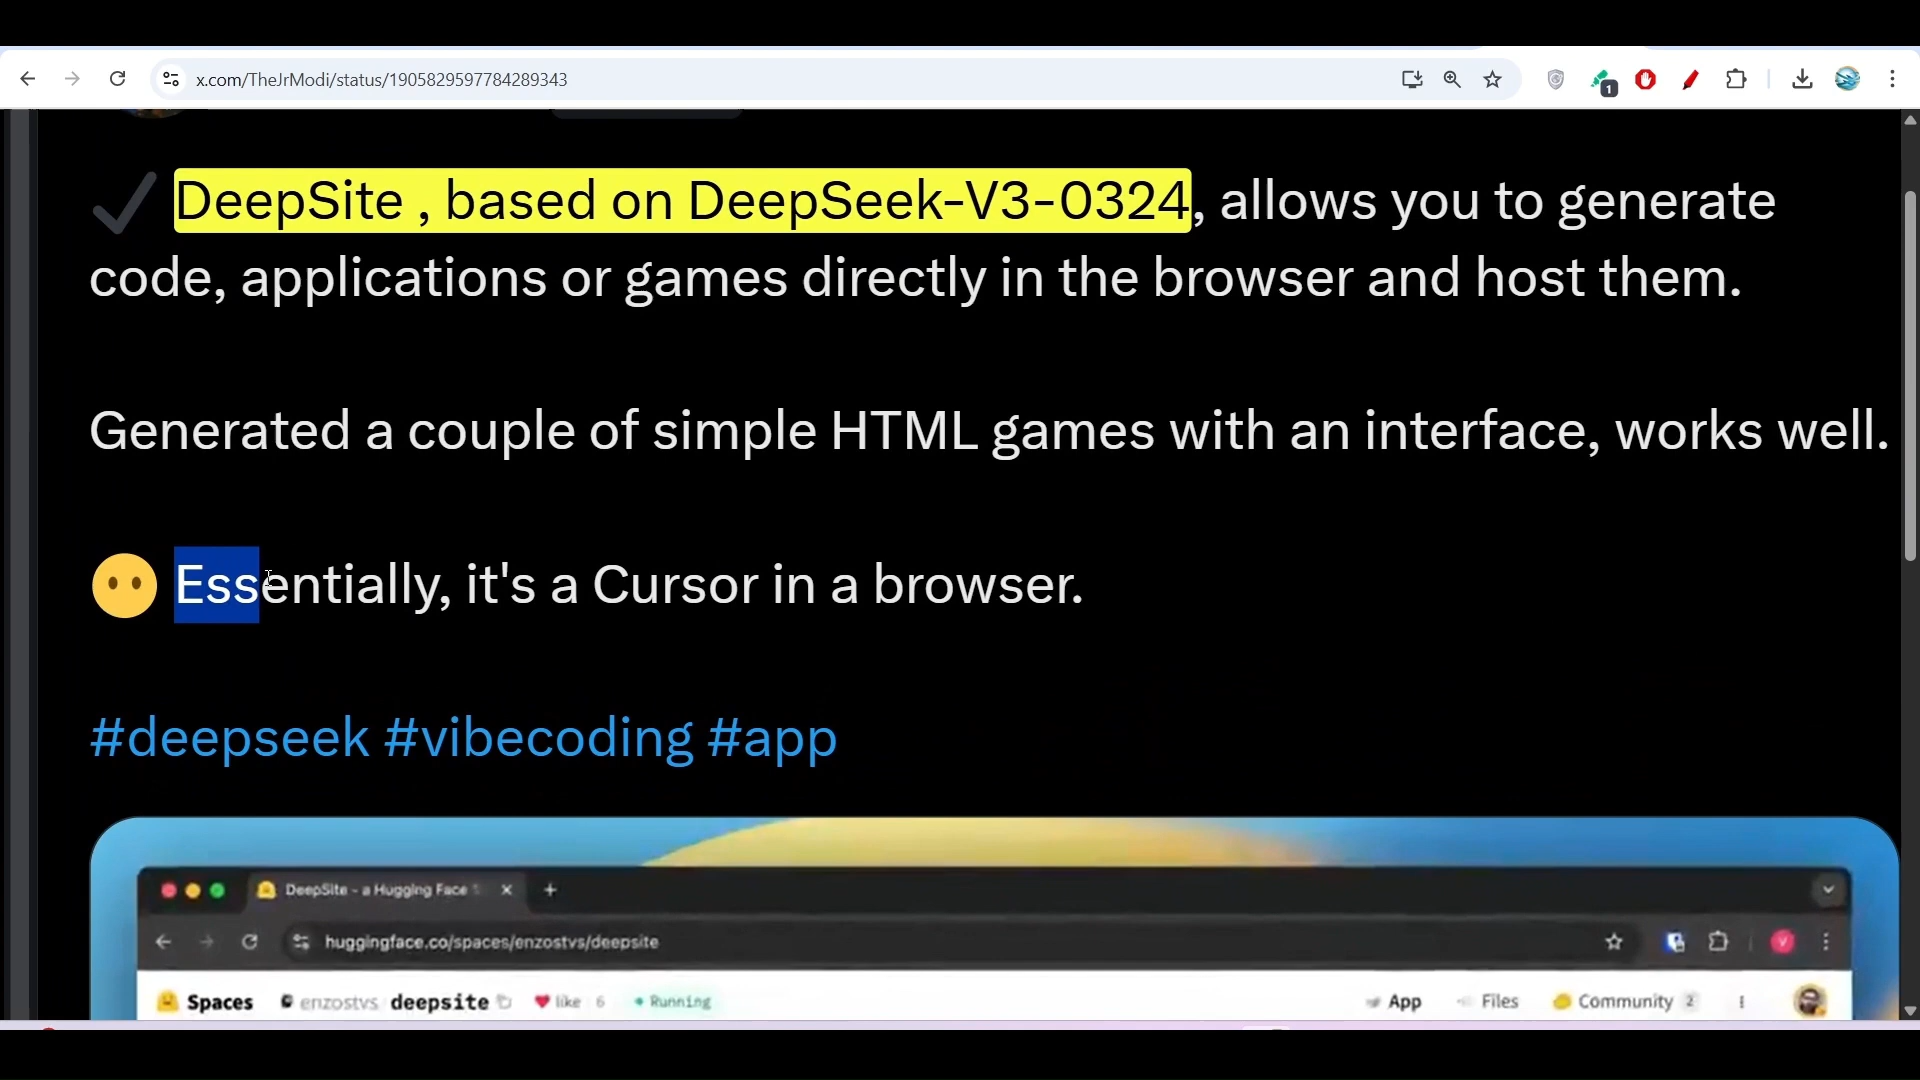 x.com/TheJrModi/status/1905829597784289343
1
DeepSite , based on DeepSeek-V3-0324, allows you to generate
code, applications or games directly in the browser and host them.
Generated a couple of simple HTML games with an interface, works well.
Essentially, it's a Cursor in a browser.
#deepseek #vibecoding #app
DeepSite - a Hugging Face
huggingface.co/spaces/enzostvs/deepsite
V
Spaces enzostvs deepsite like 6 Running App Files Community 2